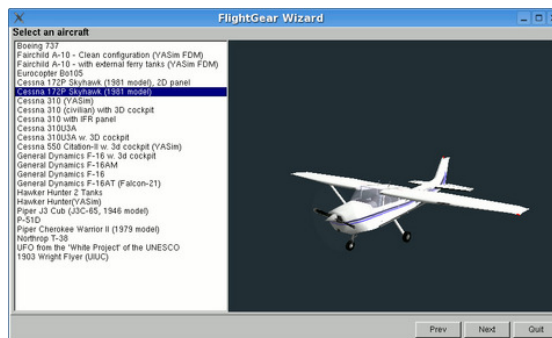 FlightGear Wizard
Select an aircraft
Boeing 737
Fairchild A-10 - Clean configuration (YASim FDM)
Fairchild A-10 - with external ferry tanks (YASim FDM)
Eurocopter Bo105
Cessna 172P Skyhawk (1981 model), 2D panel
Cessna 172P Skyhawk (1981 model)
Cessna 310 (YASim)
Cessna 310 (civilian) with 3D cockpit
Cessna 310 with IFR panel
Cessna 310U3A
Cessna 310U3A w. 3D cockpit
Cessna 550 Citation-II w. 3d cockpit (YASim)
General Dynamics F-16 w. 3d cockpit
General Dynamics F-16AM
General Dynamics F-16
General Dynamics F-16AT (Falcon-21)
Hawker Hunter 2 Tanks
Hawker Hunter(YASim)
Piper J3 Cub (J3C-65, 1946 model)
P-51D
Piper Cherokee Warrior II (1979 model)
Northrop T-38
UFO from the 'White Project' of the UNESCO
1903 Wright Flyer (UIUC)
Prev Next Quit